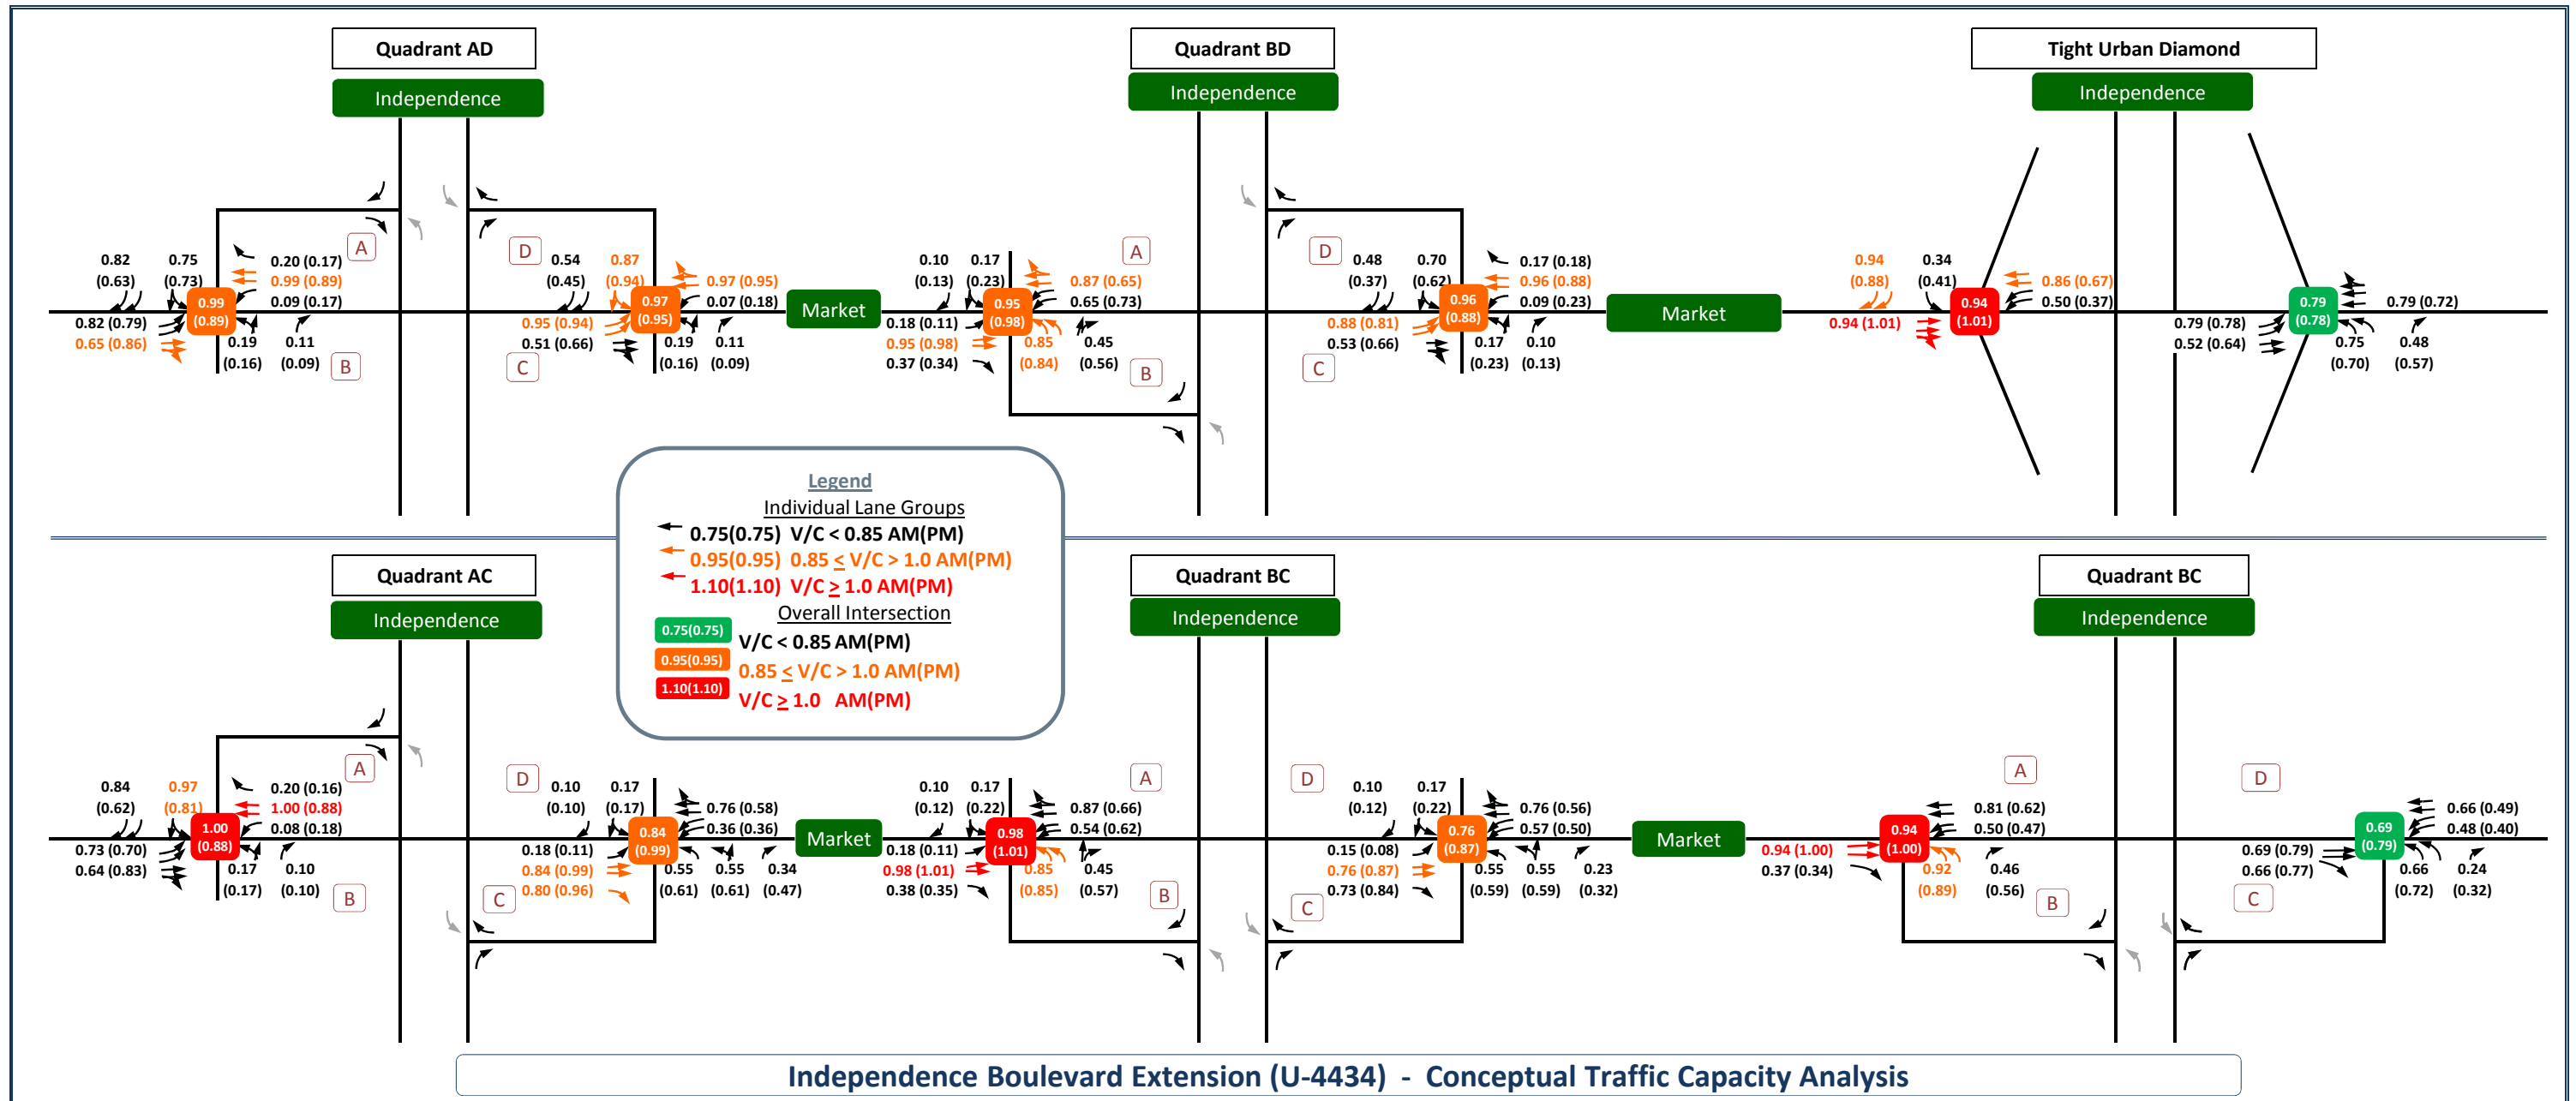 Quadrant AD
Independence
A
D
0.82 (0.63)
0.75 (0.73)
0.20 (0.17)
0.99 (0.89)
0.09 (0.17)
0.99 (0.89)
0.82 (0.79)
0.65 (0.86)
0.19 (0.16)
0.11 (0.09)
B
0.54 (0.45)
0.87 (0.94)
0.97 (0.95)
0.07 (0.18)
0.97 (0.95)
0.95 (0.94)
0.51 (0.66)
0.19 (0.16)
0.11 (0.09)
C
Market
Quadrant BD
Independence
A
D
0.10 (0.13)
0.17 (0.23)
0.87 (0.65)
0.65 (0.73)
0.95 (0.98)
0.18 (0.11)
0.95 (0.98)
0.37 (0.34)
0.85 (0.84)
0.45 (0.56)
B
0.48 (0.37)
0.70 (0.62)
0.17 (0.18)
0.96 (0.88)
0.09 (0.23)
0.96 (0.88)
0.88 (0.81)
0.53 (0.66)
0.17 (0.23)
0.10 (0.13)
C
Market
Tight Urban Diamond
Independence
0.94 (0.88)
0.34 (0.41)
0.86 (0.67)
0.50 (0.37)
0.94 (1.01)
0.94 (1.01)
0.79 (0.78)
0.79 (0.72)
0.79 (0.78)
0.52 (0.64)
0.75 (0.70)
0.48 (0.57)
Legend
Individual Lane Groups
0.75(0.75) V/C < 0.85 AM(PM)
0.95(0.95) 0.85 ≤ V/C > 1.0 AM(PM)
1.10(1.10) V/C ≥ 1.0 AM(PM)
Overall Intersection
0.75(0.75) V/C < 0.85 AM(PM)
0.95(0.95) 0.85 ≤ V/C > 1.0 AM(PM)
1.10(1.10) V/C ≥ 1.0 AM(PM)
Quadrant AC
Independence
A
D
0.84 (0.62)
0.97 (0.81)
0.20 (0.16)
1.00 (0.88)
0.08 (0.18)
1.00 (0.88)
0.73 (0.70)
0.64 (0.83)
0.17 (0.17)
0.10 (0.10)
B
0.10 (0.10)
0.17 (0.17)
0.76 (0.58)
0.36 (0.36)
0.84 (0.99)
0.18 (0.11)
0.84 (0.99)
0.80 (0.96)
0.55 (0.61)
0.55 (0.61)
0.34 (0.47)
C
Market
Quadrant BC
Independence
A
D
0.10 (0.12)
0.17 (0.22)
0.87 (0.66)
0.54 (0.62)
0.98 (1.01)
0.18 (0.11)
0.98 (1.01)
0.38 (0.35)
0.85 (0.85)
0.45 (0.57)
B
0.10 (0.12)
0.17 (0.22)
0.76 (0.56)
0.57 (0.50)
0.76 (0.87)
0.15 (0.08)
0.76 (0.87)
0.73 (0.84)
0.55 (0.59)
0.55 (0.59)
0.23 (0.32)
C
Market
Quadrant BC
Independence
A
D
0.81 (0.62)
0.50 (0.47)
0.94 (1.00)
0.94 (1.00)
0.37 (0.34)
0.92 (0.89)
0.46 (0.56)
B
0.66 (0.49)
0.48 (0.40)
0.69 (0.79)
0.69 (0.79)
0.66 (0.77)
0.66 (0.72)
0.24 (0.32)
C
Independence Boulevard Extension (U-4434) - Conceptual Traffic Capacity Analysis